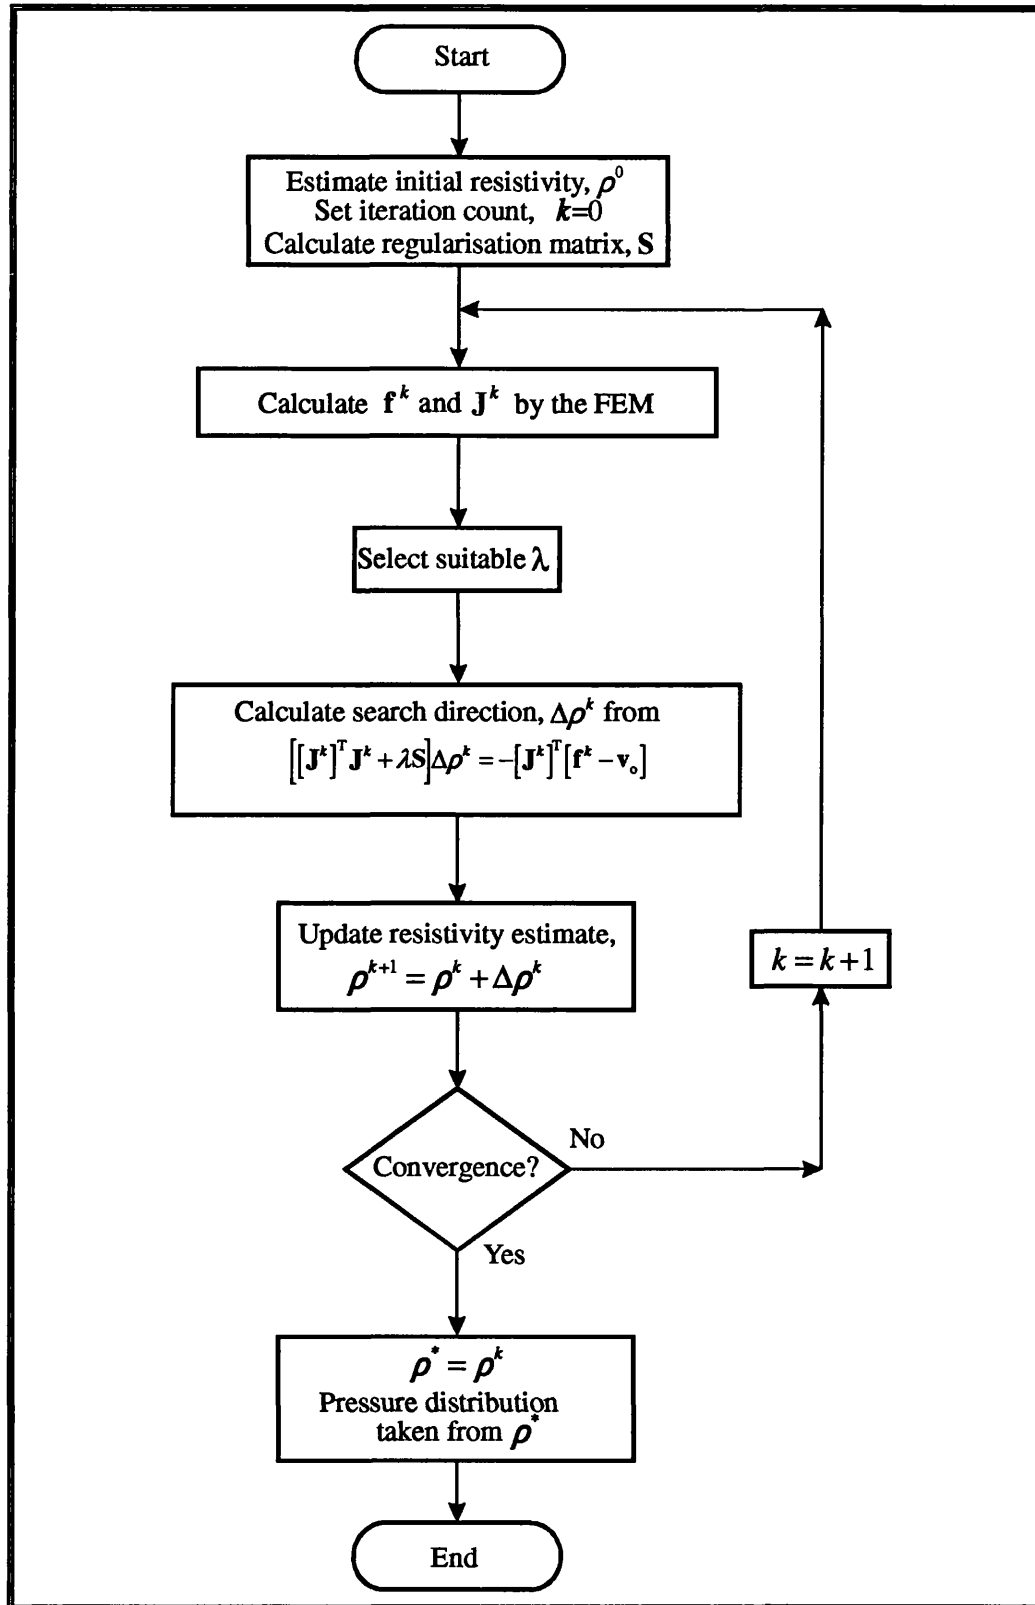 Start
Estimate initial resistivity, ρ⁰
Set iteration count, k=0
Calculate regularisation matrix, S
Calculate fᵏ and Jᵏ by the FEM
Select suitable λ
Calculate search direction, Δρᵏ from
[[Jᵏ]ᵀJᵏ + λS]Δρᵏ = −[Jᵏ]ᵀ[fᵏ − vₒ]
Update resistivity estimate,
ρᵏ⁺¹ = ρᵏ + Δρᵏ
k = k+1
Convergence?
No
Yes
ρ* = ρᵏ
Pressure distribution
taken from ρ*
End